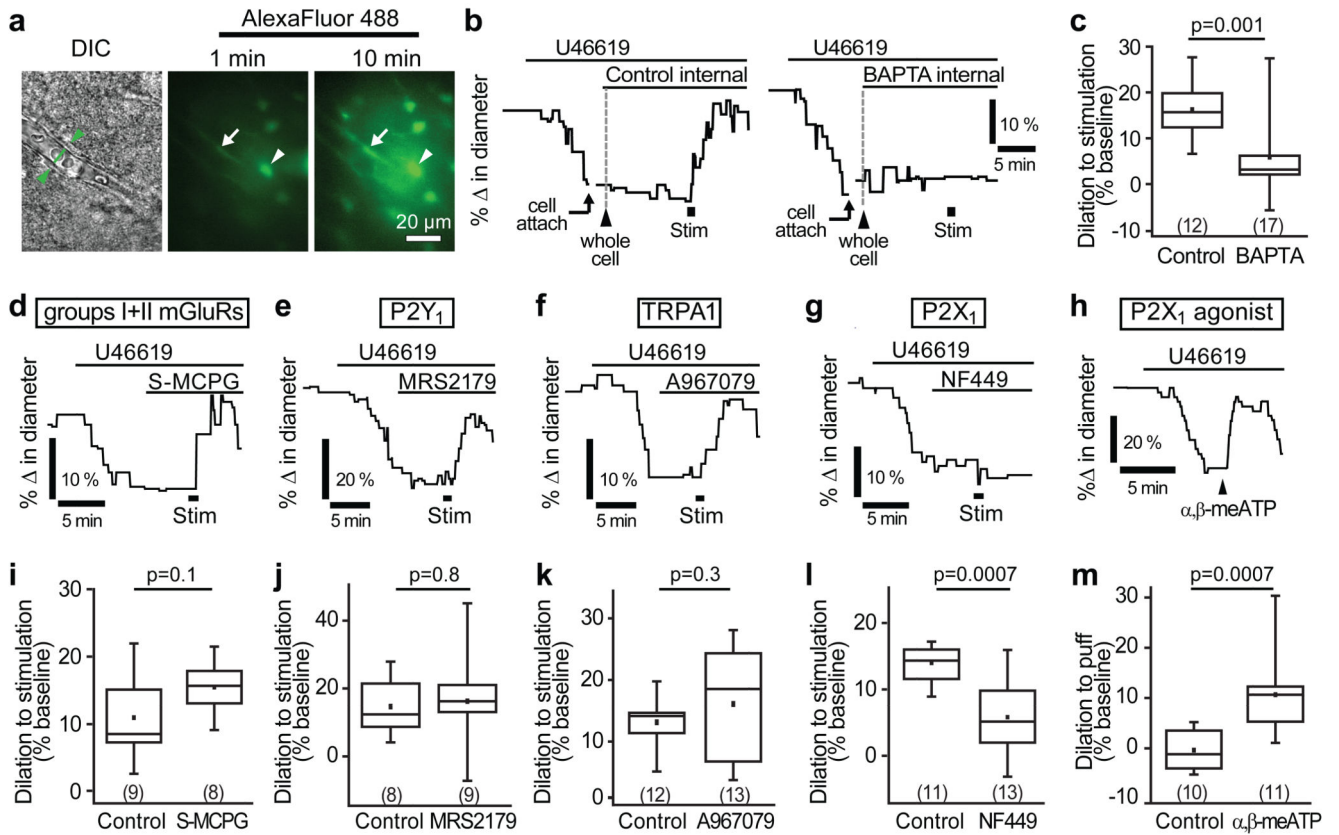 a
AlexaFluor 488
DIC
1 min
10 min
20 µm
b
U46619
Control internal
% Δ in diameter
cell attach
whole cell
Stim
U46619
BAPTA internal
10 %
5 min
cell attach
whole cell
Stim
c
p=0.001
Dilation to stimulation
(% baseline)
30
20
10
0
-10
(12)
(17)
Control BAPTA
d
groups I+II mGluRs
U46619
S-MCPG
% Δ in diameter
10 %
5 min
Stim
e
P2Y1
U46619
MRS2179
% Δ in diameter
20 %
5 min
Stim
f
TRPA1
U46619
A967079
% Δ in diameter
10 %
5 min
Stim
g
P2X1
U46619
NF449
% Δ in diameter
10 %
5 min
Stim
h
P2X1 agonist
U46619
%Δ in diameter
20 %
5 min
α,β-meATP
i
p=0.1
Dilation to stimulation
(% baseline)
30
20
10
0
(9)
(8)
Control S-MCPG
j
p=0.8
Dilation to stimulation
(% baseline)
40
20
0
(8)
(9)
Control MRS2179
k
p=0.3
Dilation to stimulation
(% baseline)
30
20
10
0
(12)
(13)
Control A967079
l
p=0.0007
Dilation to stimulation
(% baseline)
20
10
0
(11)
(13)
Control NF449
m
p=0.0007
Dilation to puff
(% baseline)
30
20
10
0
-10
(10)
(11)
Control α,β-meATP